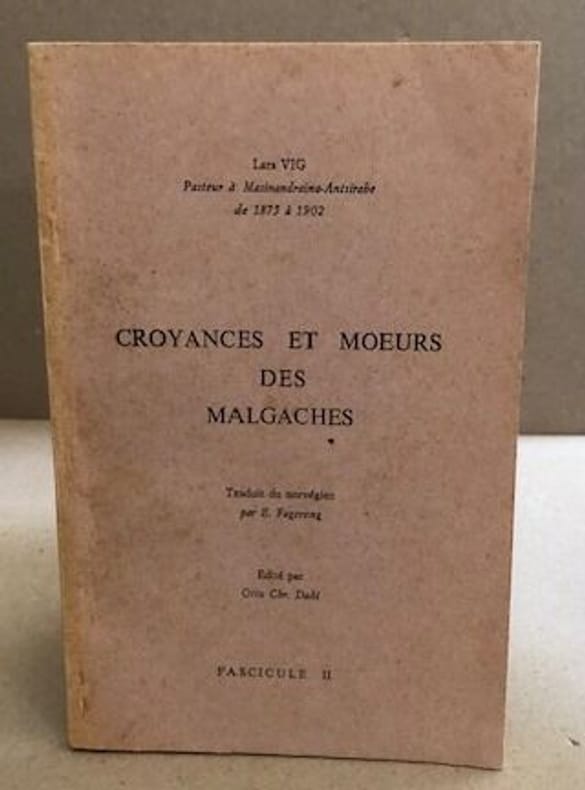 Lars VIG
Pasteur à Masinandraina-Antsirabe
de 1875 à 1902
CROYANCES ET MOEURS
DES
MALGACHES
Traduit du norvégien
par E. Fagereng
Edité par
Otto Chr. Dahl
FASCICULE II